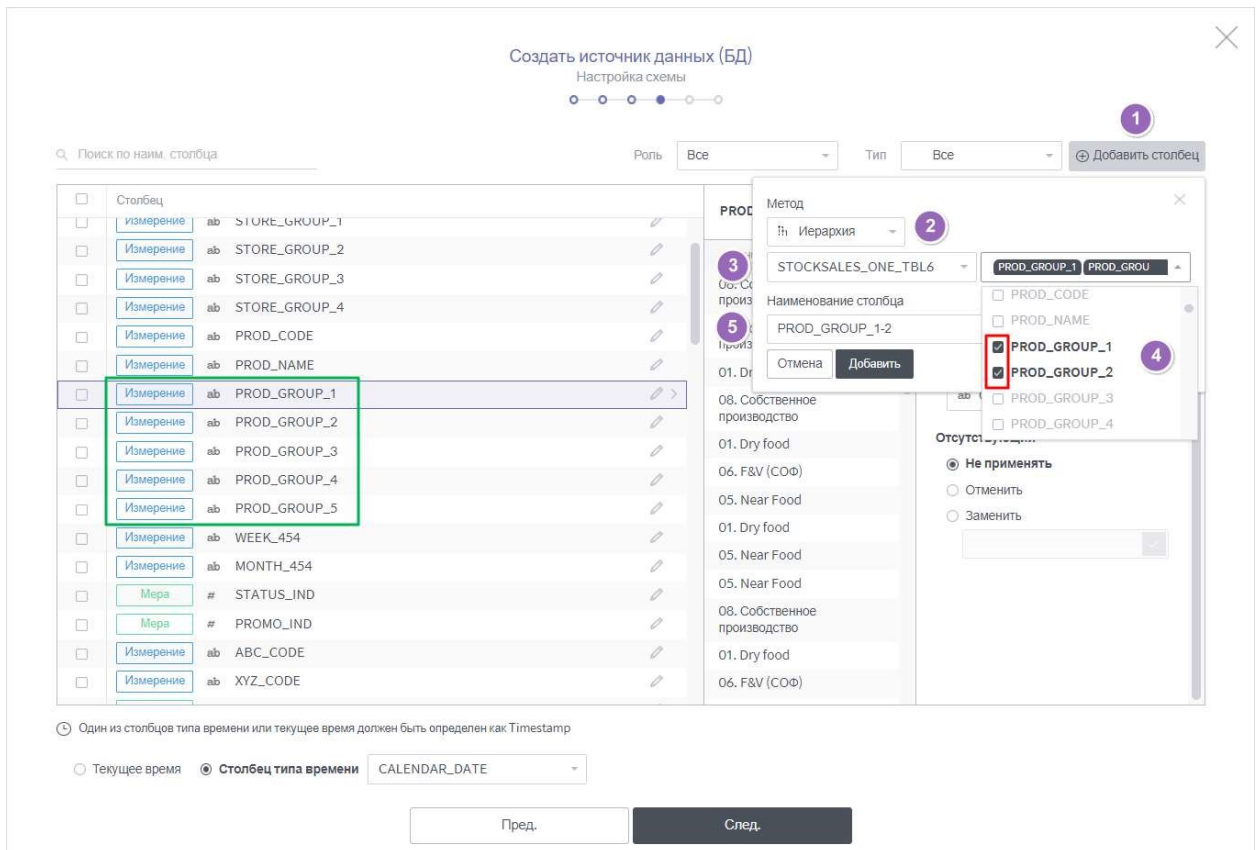 Создать источник данных (БД)
Настройка схемы
1
Поиск по наим. столбца
Роль
Все
Тип
Все
Добавить столбец
Столбец
Измерение ab STORE_GROUP_1
Измерение ab STORE_GROUP_2
Измерение ab STORE_GROUP_3
Измерение ab STORE_GROUP_4
Измерение ab PROD_CODE
Измерение ab PROD_NAME
Измерение ab PROD_GROUP_1
Измерение ab PROD_GROUP_2
Измерение ab PROD_GROUP_3
Измерение ab PROD_GROUP_4
Измерение ab PROD_GROUP_5
Измерение ab WEEK_454
Измерение ab MONTH_454
Мера # STATUS_IND
Мера # PROMO_IND
Измерение ab ABC_CODE
Измерение ab XYZ_CODE
PROD
01. Dr
08. Собственное
производство
01. Dry food
06. F&V (СОФ)
05. Near Food
01. Dry food
05. Near Food
05. Near Food
08. Собственное
производство
01. Dry food
06. F&V (СОФ)
Метод
Иерархия
2
3
STOCKSALES_ONE_TBL6
PROD_GROUP_1 PROD_GROU
Наименование столбца
5
PROD_GROUP_1-2
Отмена
Добавить
PROD_CODE
PROD_NAME
PROD_GROUP_1
4
PROD_GROUP_2
PROD_GROUP_3
PROD_GROUP_4
ab
Не применять
Отменить
Заменить
Один из столбцов типа времени или текущее время должен быть определен как Timestamp
Текущее время
Столбец типа времени
CALENDAR_DATE
Пред.
След.